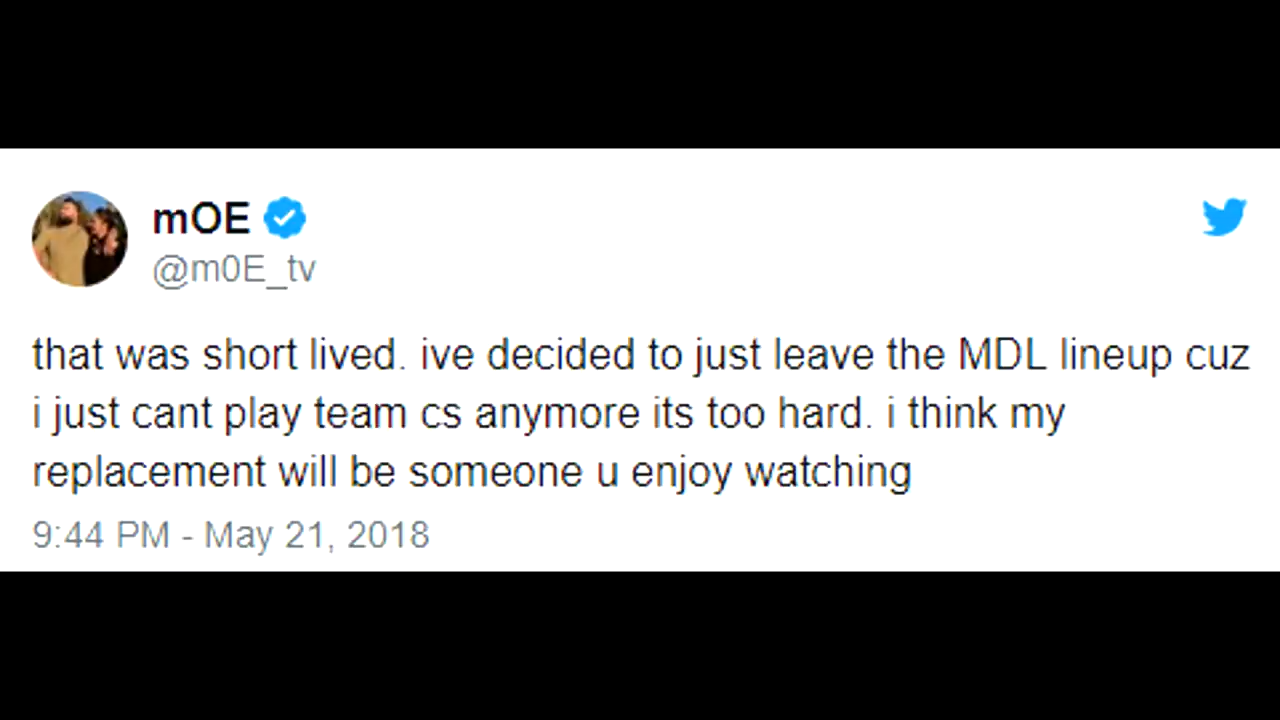 mOE
@m0E_tv
that was short lived. ive decided to just leave the MDL lineup cuz
i just cant play team cs anymore its too hard. i think my
replacement will be someone u enjoy watching
9:44 PM - May 21, 2018